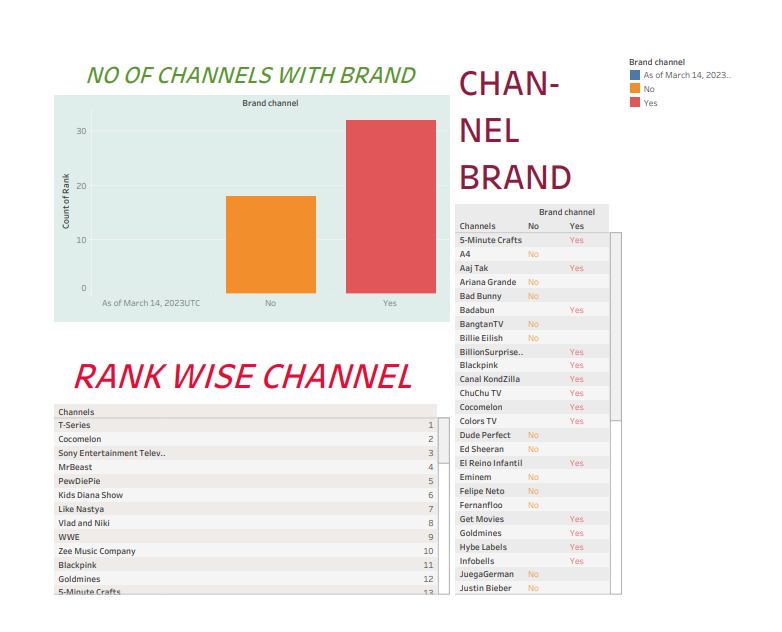 NO OF CHANNELS WITH BRAND
Brand channel
Count of Rank
30
20
10
0
As of March 14, 2023UTC No Yes
RANK WISE CHANNEL
Channels
T-Series 1
Cocomelon 2
Sony Entertainment Telev.. 3
MrBeast 4
PewDiePie 5
Kids Diana Show 6
Like Nastya 7
Vlad and Niki 8
WWE 9
Zee Music Company 10
Blackpink 11
Goldmines 12
5-Minute Crafts 13
CHAN-
NEL
BRAND
Brand channel
Channels No Yes
5-Minute Crafts Yes
A4 No
Aaj Tak Yes
Ariana Grande No
Bad Bunny No
Badabun Yes
BangtanTV No
Billie Eilish No
BillionSurprise.. Yes
Blackpink Yes
Canal KondZilla Yes
ChuChu TV Yes
Cocomelon Yes
Colors TV Yes
Dude Perfect No
Ed Sheeran No
El Reino Infantil Yes
Eminem No
Felipe Neto No
Fernanfloo No
Get Movies Yes
Goldmines Yes
Hybe Labels Yes
Infobells Yes
JuegaGerman No
Justin Bieber No
Brand channel
As of March 14, 2023..
No
Yes